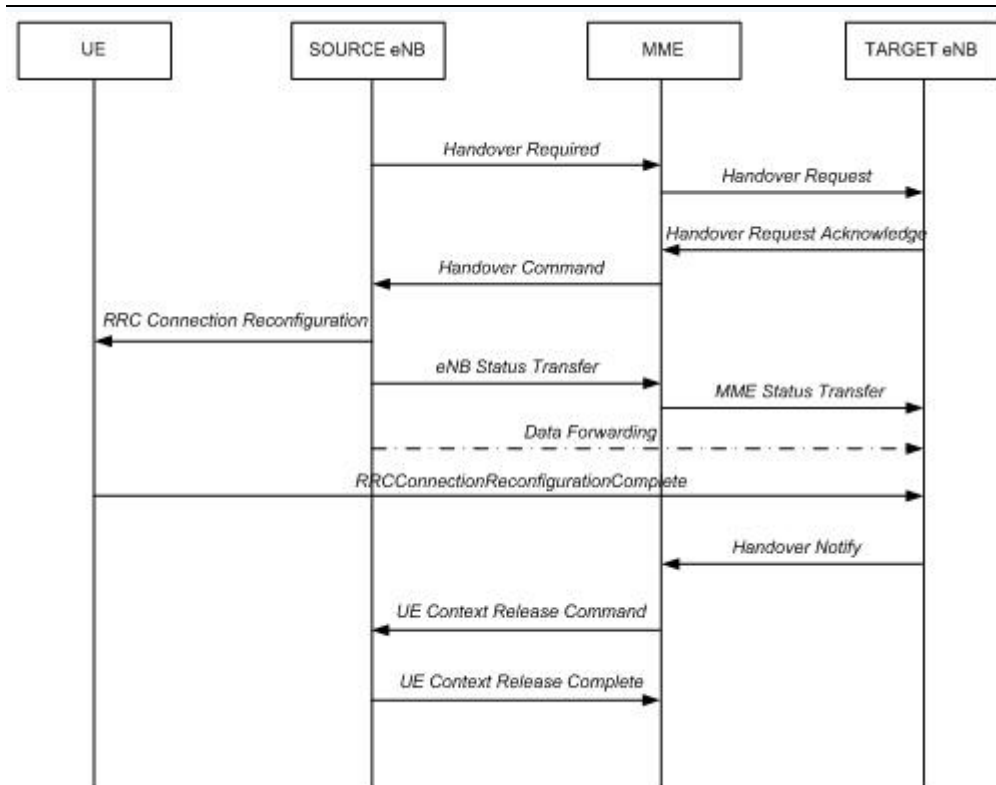 UE
SOURCE eNB
MME
TARGET eNB
Handover Required
Handover Request
Handover Request Acknowledge
Handover Command
RRC Connection Reconfiguration
eNB Status Transfer
MME Status Transfer
Data Forwarding
RRCConnectionReconfigurationComplete
Handover Notify
UE Context Release Command
UE Context Release Complete